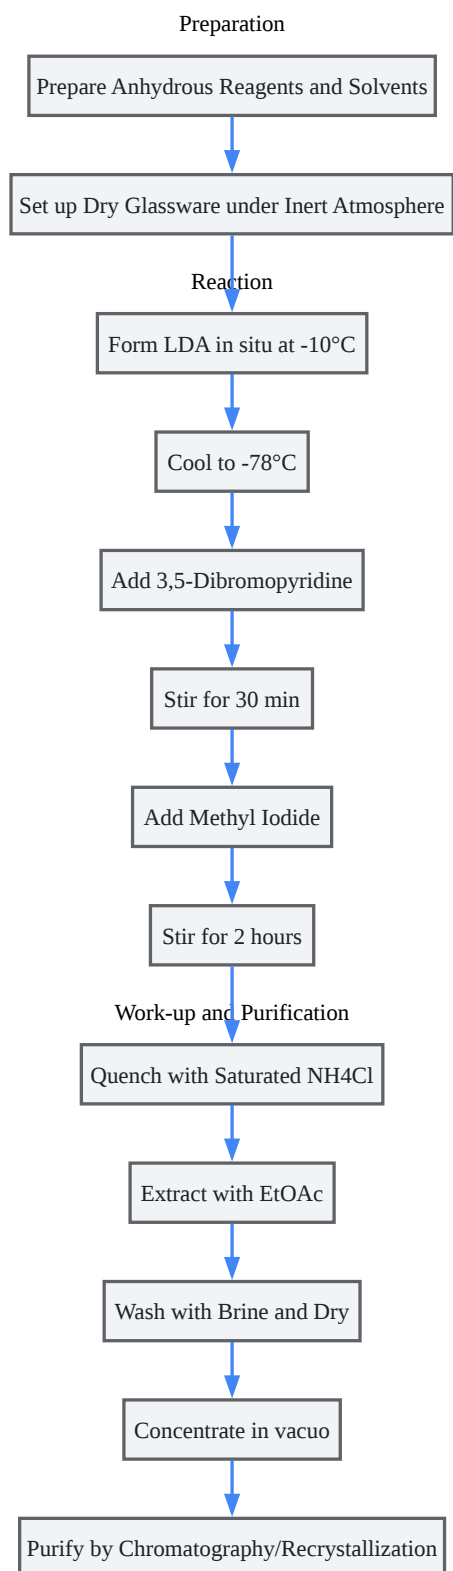 Preparation
Prepare Anhydrous Reagents and Solvents
Set up Dry Glassware under Inert Atmosphere
Reaction
Form LDA in situ at -10°C
Cool to -78°C
Add 3,5-Dibromopyridine
Stir for 30 min
Add Methyl Iodide
Stir for 2 hours
Work-up and Purification
Quench with Saturated NH4Cl
Extract with EtOAc
Wash with Brine and Dry
Concentrate in vacuo
Purify by Chromatography/Recrystallization